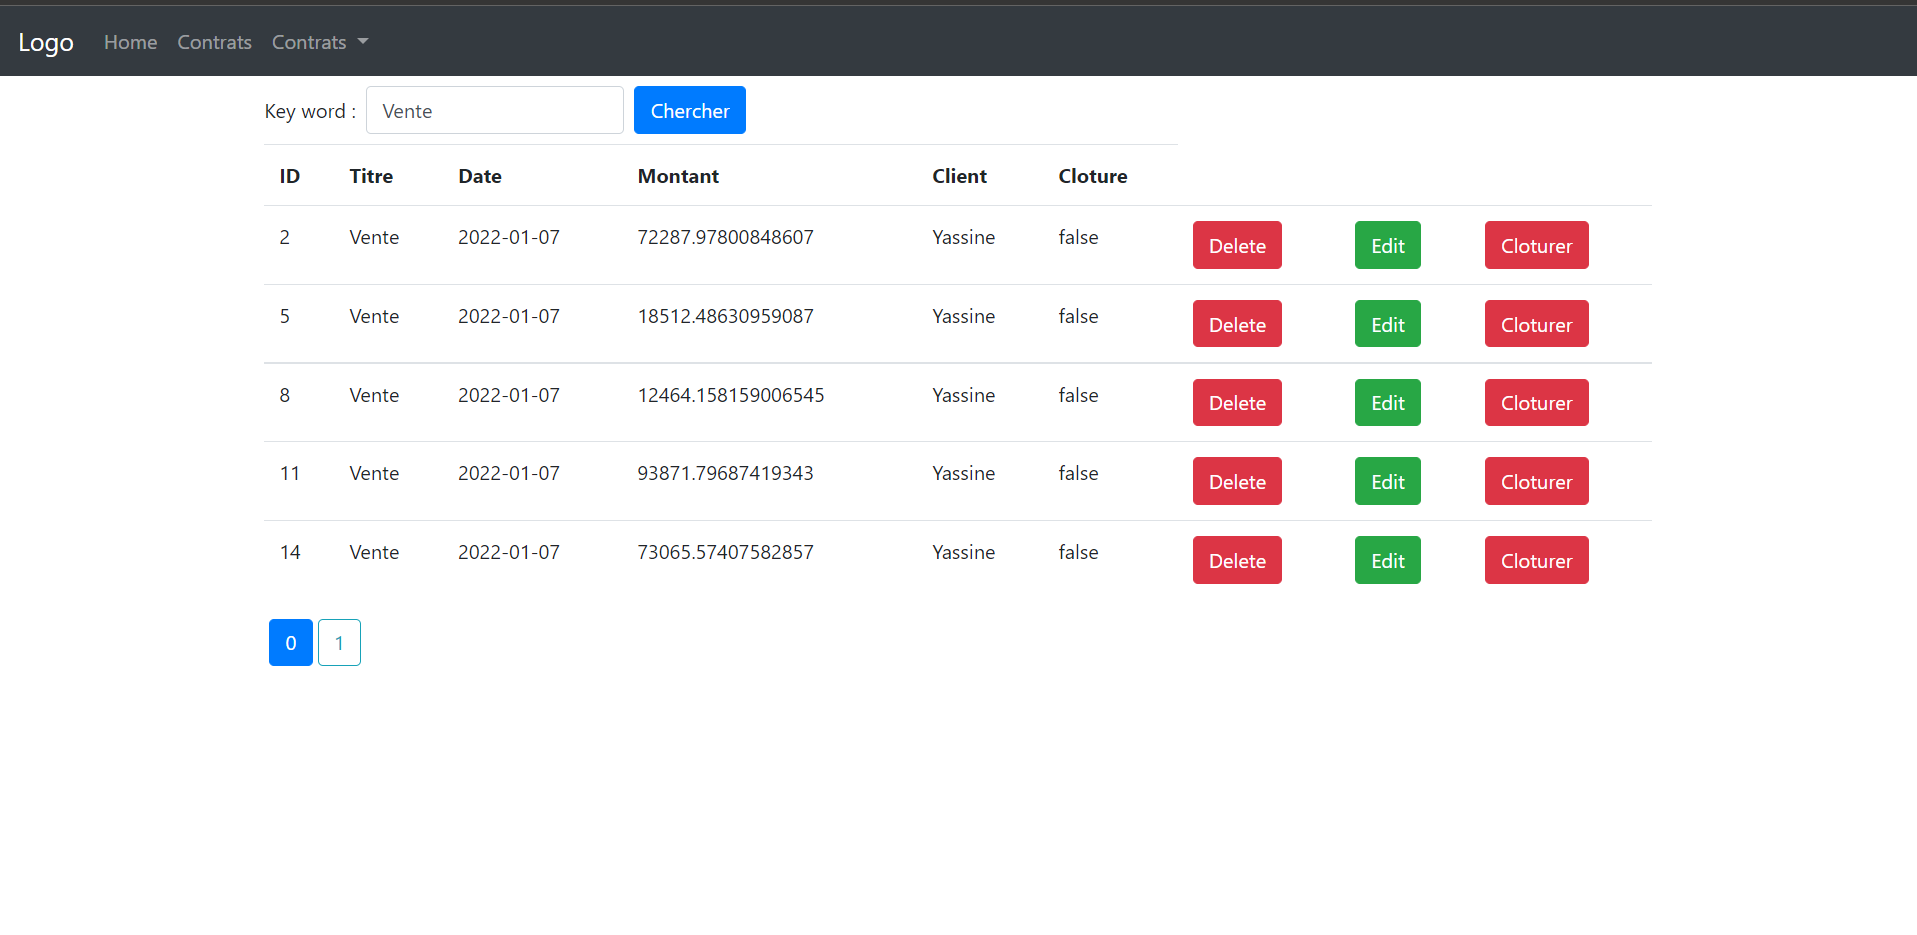 Logo Home Contrats Contrats
Key word : Vente Chercher
ID Titre Date Montant Client Cloture
2 Vente 2022-01-07 72287.97800848607 Yassine false Delete Edit Cloturer
5 Vente 2022-01-07 18512.48630959087 Yassine false Delete Edit Cloturer
8 Vente 2022-01-07 12464.158159006545 Yassine false Delete Edit Cloturer
11 Vente 2022-01-07 93871.79687419343 Yassine false Delete Edit Cloturer
14 Vente 2022-01-07 73065.57407582857 Yassine false Delete Edit Cloturer
0 1